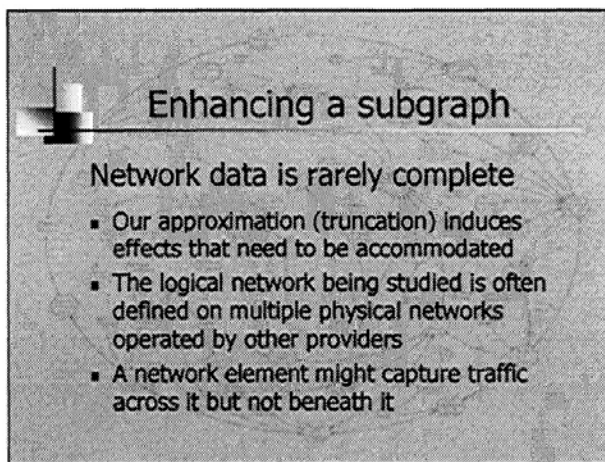 Enhancing a subgraph
Network data is rarely complete
▪ Our approximation (truncation) induces
effects that need to be accommodated
▪ The logical network being studied is often
defined on multiple physical networks
operated by other providers
▪ A network element might capture traffic
across it but not beneath it